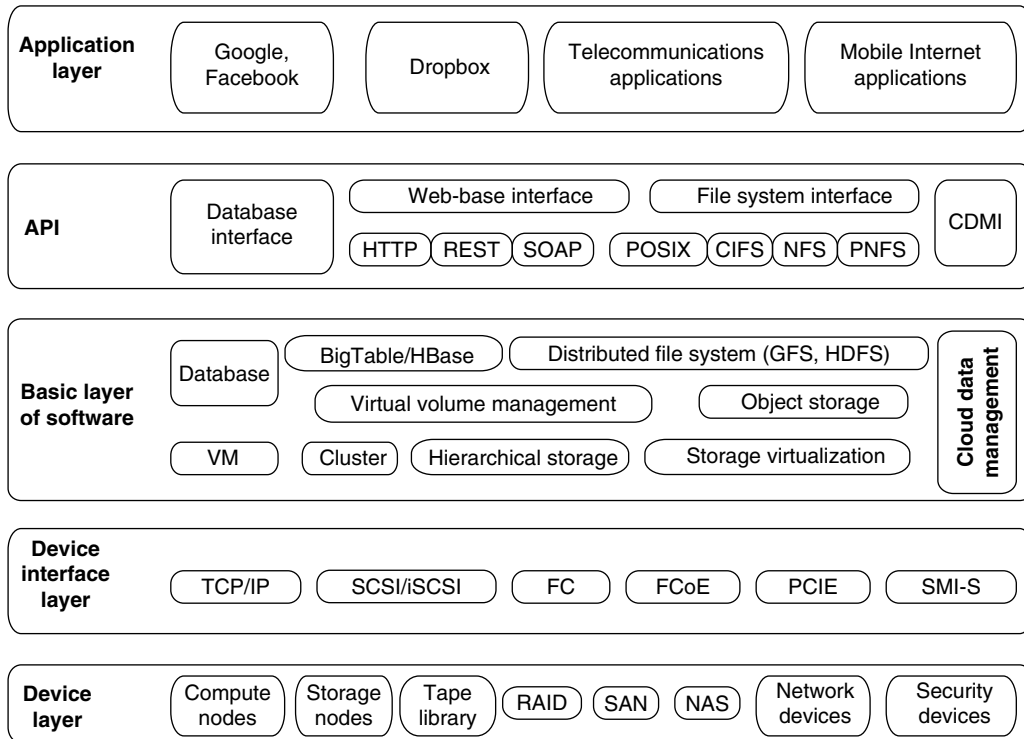 Application
layer
Google,
Facebook
Dropbox
Telecommunications
applications
Mobile Internet
applications
API
Database
interface
Web-base interface
File system interface
CDMI
HTTP
REST
SOAP
POSIX
CIFS
NFS
PNFS
Basic layer
of software
Database
BigTable/HBase
Distributed file system (GFS, HDFS)
Virtual volume management
Object storage
VM
Cluster
Hierarchical storage
Storage virtualization
Cloud data
management
Device
interface
layer
TCP/IP
SCSI/iSCSI
FC
FCoE
PCIE
SMI-S
Device
layer
Compute
nodes
Storage
nodes
Tape
library
RAID
SAN
NAS
Network
devices
Security
devices